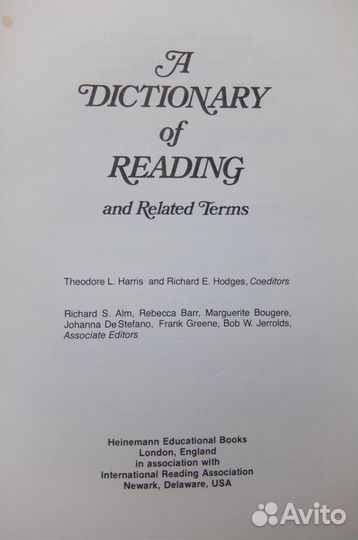 A
DICTIONARY
of
READING
and Related Terms
Theodore L. Harris and Richard E. Hodges, Coeditors
Richard S. Alm, Rebecca Barr, Marguerite Bougere,
Johanna DeStefano, Frank Greene, Bob W. Jerrolds,
Associate Editors
Heinemann Educational Books
London, England
in association with
International Reading Association
Newark, Delaware, USA
Avito